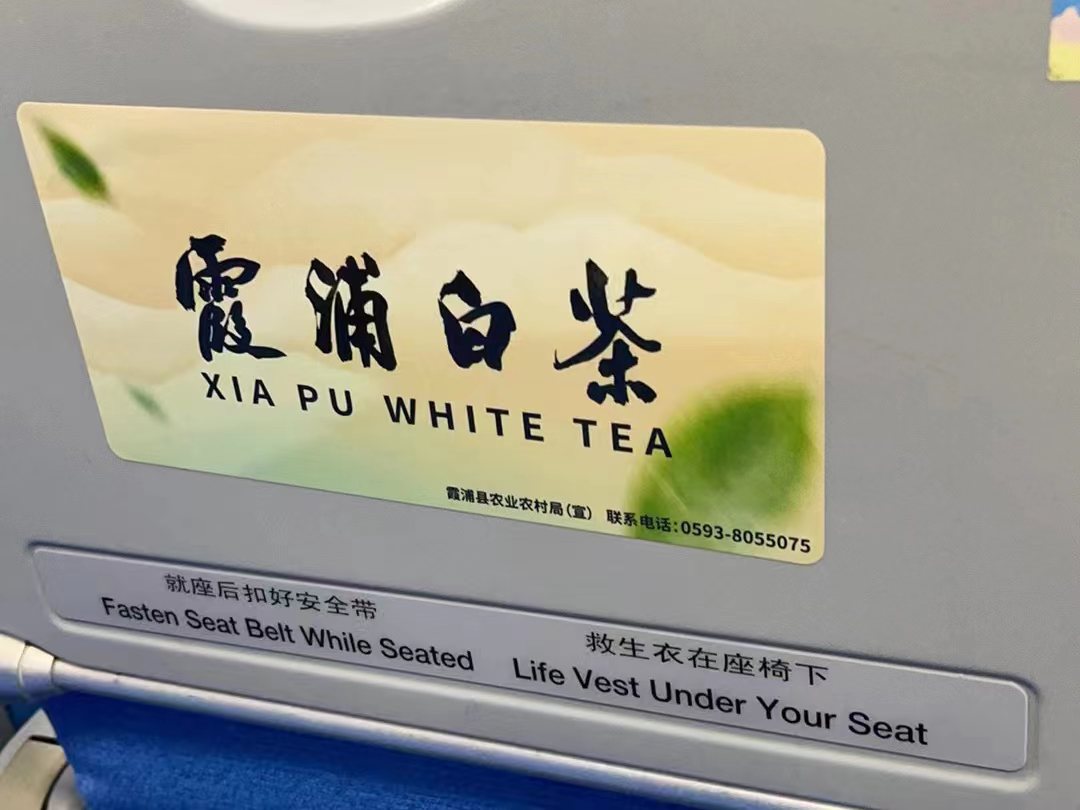 霞浦白茶
XIA PU WHITE TEA
霞浦县农业农村局(宣) 联系电话:0593-8055075
就座后扣好安全带
Fasten Seat Belt While Seated
救生衣在座椅下
Life Vest Under Your Seat